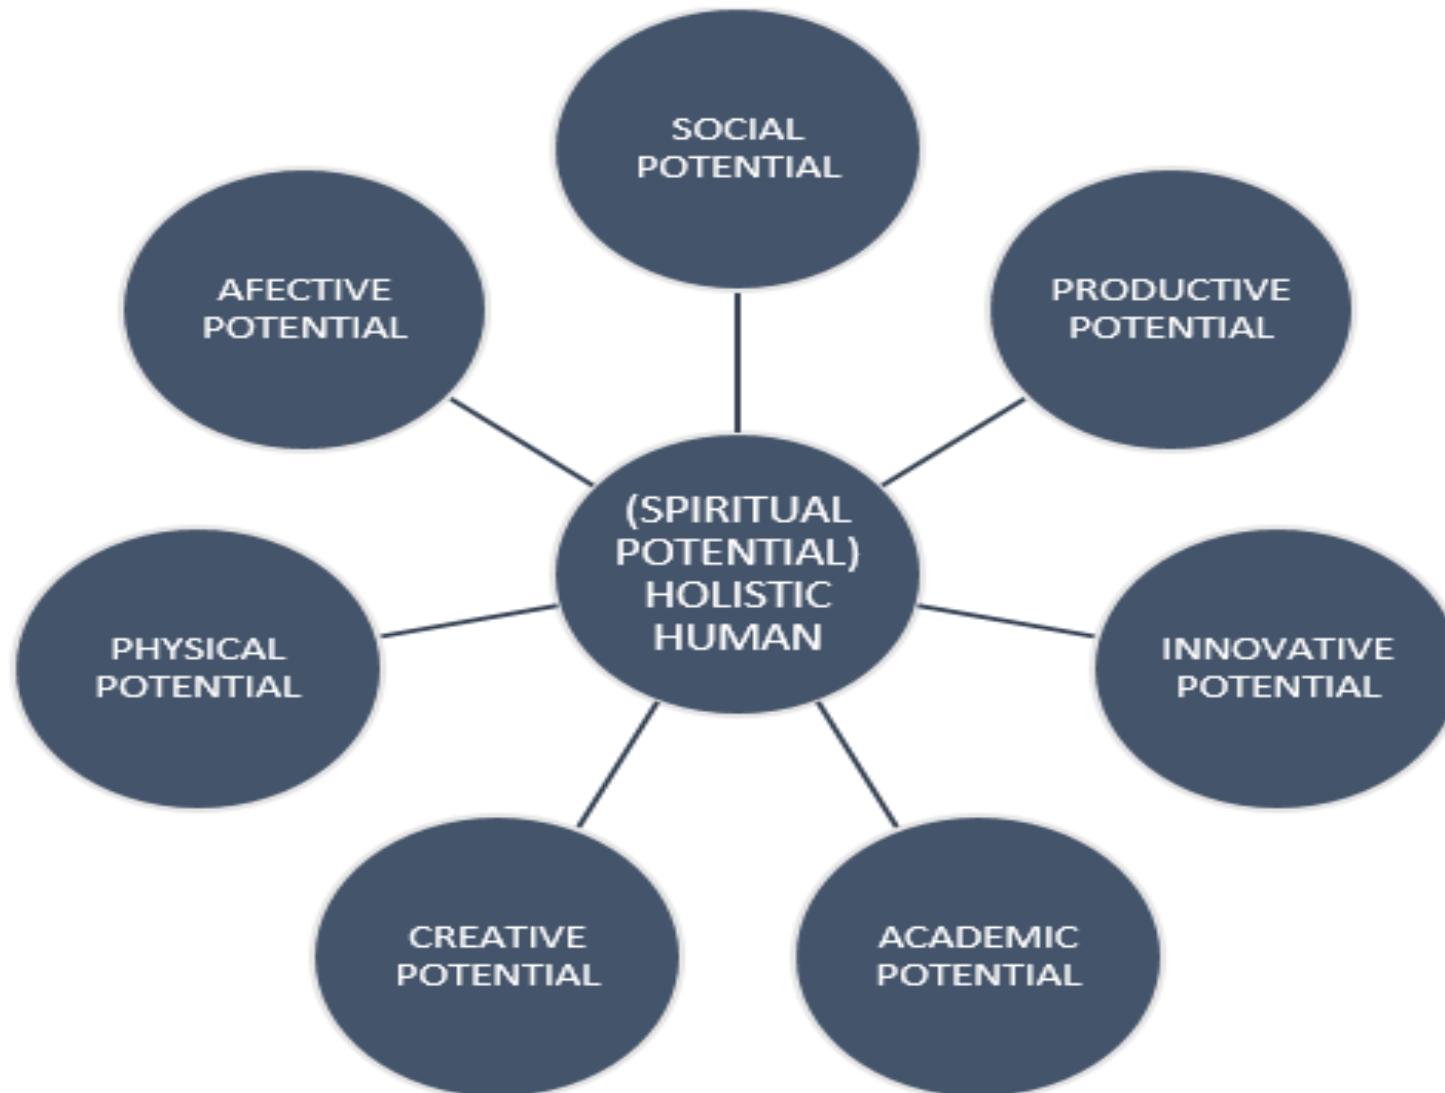 SOCIAL
POTENTIAL
AFECTIVE
POTENTIAL
PRODUCTIVE
POTENTIAL
(SPIRITUAL
POTENTIAL)
HOLISTIC
HUMAN
PHYSICAL
POTENTIAL
INNOVATIVE
POTENTIAL
CREATIVE
POTENTIAL
ACADEMIC
POTENTIAL